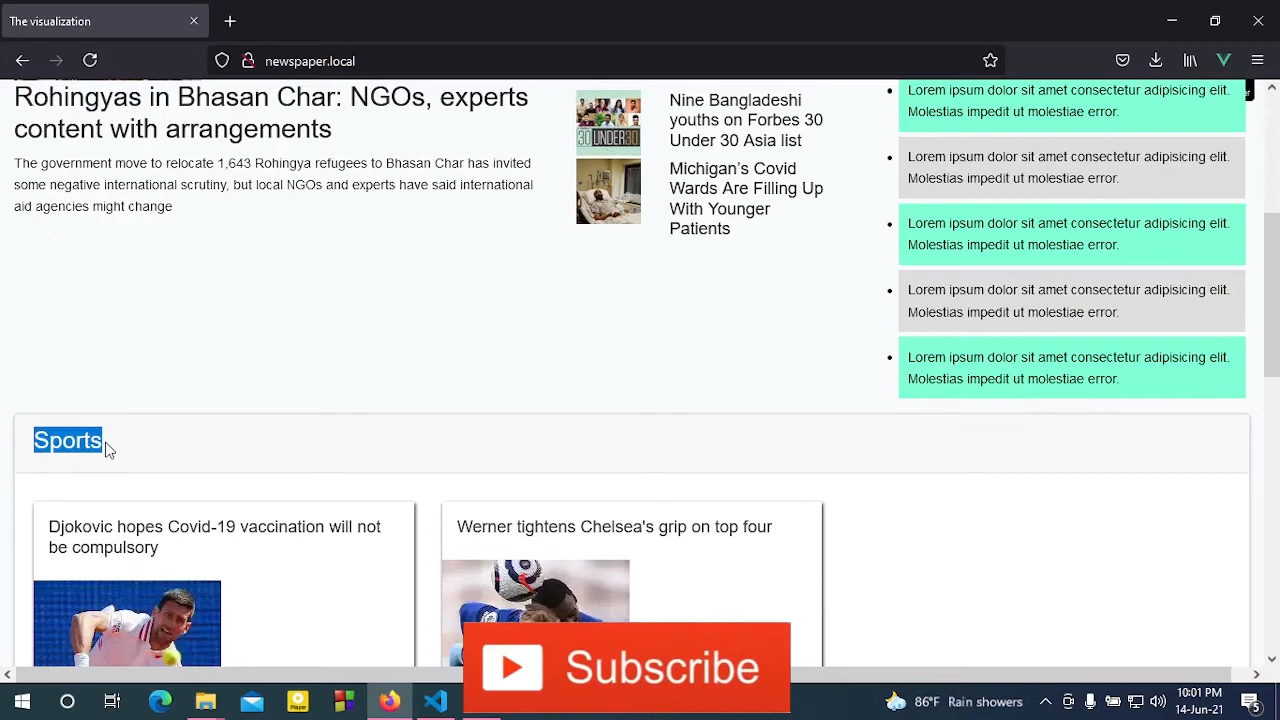 The visualization
newspaper.local
Rohingyas in Bhasan Char: NGOs, experts
content with arrangements
The government move to relocate 1,643 Rohingya refugees to Bhasan Char has invited
some negative international scrutiny, but local NGOs and experts have said international
aid agencies might change
30 UNDER30
Nine Bangladeshi
youths on Forbes 30
Under 30 Asia list
Michigan’s Covid
Wards Are Filling Up
With Younger
Patients
Lorem ipsum dolor sit amet consectetur adipisicing elit.
Molestias impedit ut molestiae error.
Lorem ipsum dolor sit amet consectetur adipisicing elit.
Molestias impedit ut molestiae error.
Lorem ipsum dolor sit amet consectetur adipisicing elit.
Molestias impedit ut molestiae error.
Lorem ipsum dolor sit amet consectetur adipisicing elit.
Molestias impedit ut molestiae error.
Lorem ipsum dolor sit amet consectetur adipisicing elit.
Molestias impedit ut molestiae error.
Sports
Djokovic hopes Covid-19 vaccination will not
be compulsory
Werner tightens Chelsea's grip on top four
Subscribe
Player
86°F Rain showers
14-Jun-21
5